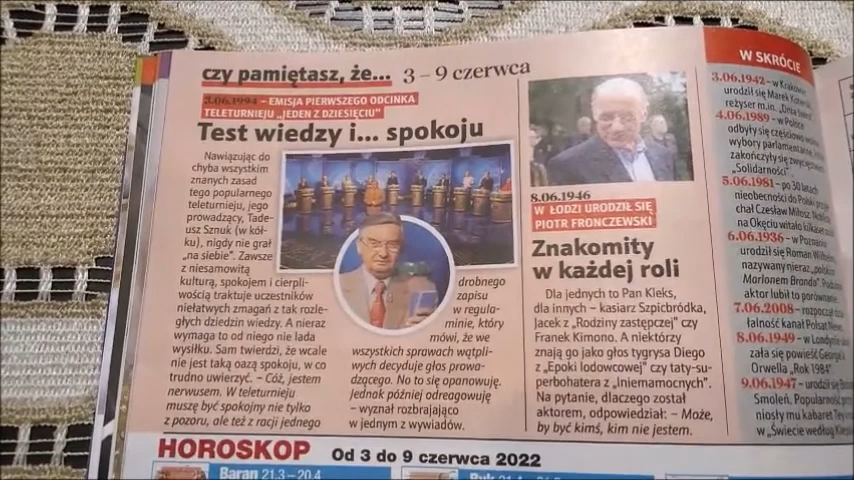 czy pamiętasz, że... 3 – 9 czerwca
3.06.1994 – EMISJA PIERWSZEGO ODCINKA
TELETURNIEJU „JEDEN Z DZIESIĘCIU”
Test wiedzy i... spokoju
Nawiązując do
chyba wszystkim
znanych zasad
tego popularnego
teleturnieju, jego
prowadzący, Tade-
usz Sznuk (w kół-
ku), nigdy nie grał
„na siebie”. Zawsze
z niesamowitą
kulturą, spokojem i cierpli-
wością traktuje uczestników
niełatwych zmagań z tak rozle-
głych dziedzin wiedzy. A nieraz
wymaga to od niego nie lada
wysiłku. Sam twierdzi, że wcale
nie jest taką oazą spokoju, w co
trudno uwierzyć. – Cóż, jestem
nerwusem. W teleturnieju
muszę być spokojny nie tylko
z pozoru, ale też z racji jednego
drobnego
zapisu
w regula-
minie, który
mówi, że we
wszystkich sprawach wątpli-
wych decyduje głos prowa-
dzącego. No to się opanowuję.
Jednak później odreagowuję
– wyznał rozbrajająco
w jednym z wywiadów.
8.06.1946
W ŁODZI URODZIŁ SIĘ
PIOTR FRONCZEWSKI
Znakomity
w każdej roli
Dla jednych to Pan Kleks,
dla innych – kasiarz Szpicbródka,
Jacek z „Rodziny zastępczej” czy
Franek Kimono. A niektórzy
znają go jako głos tygrysa Diego
z „Epoki lodowcowej” czy taty-su-
perbohatera z „Iniemamocnych”.
Na pytanie, dlaczego został
aktorem, odpowiedział: – Może,
by być kimś, kim nie jestem.
W SKRÓCIE
3.06.1942 – w Krakowie
urodził się Marek
reżyser m.in.
4.06.1989 – w Polsce
odbyły się częściowo
wybory parlamentarne,
zakończyły się
„Solidarności”
5.06.1981 – po 30 latach
nieobecności do Polski
chał Czesław Miłosz.
na Okęciu witało
6.06.1936 – w Poznaniu
urodził się Roman Wilhelmi
nazywany nieraz „polskim
Marlonem Brando”.
aktor lubił to
7.06.2008 – rozpoczął
łalność kanał Polsat
8.06.1949 – w Londynie
zała się powieść George'a
Orwella „Rok 1984”
9.06.1947 – urodził się
Smoleń. Popularność
niosły mu kabaret Tey
w „Świecie według
HOROSKOP Od 3 do 9 czerwca 2022
Baran 21.3 – 20.4
Byk